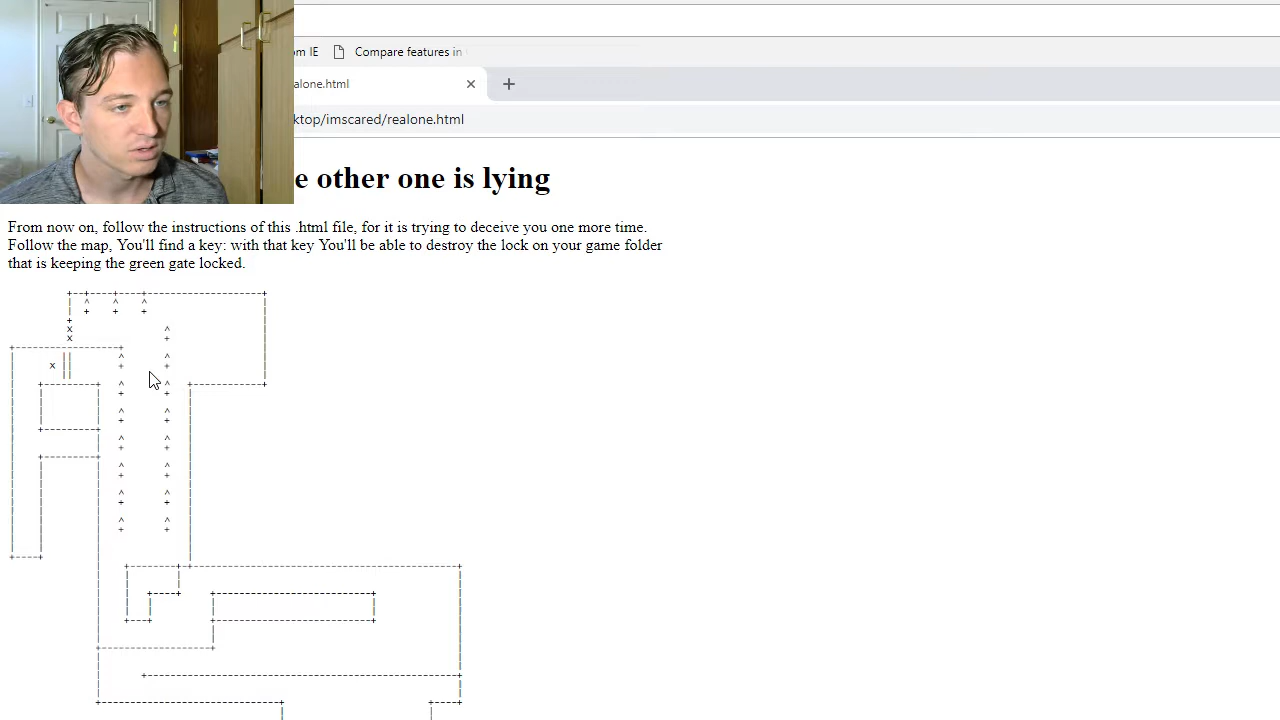 om IE Compare features in
alone.html
ktop/imscared/realone.html
e other one is lying
From now on, follow the instructions of this .html file, for it is trying to deceive you one more time.
Follow the map, You'll find a key: with that key You'll be able to destroy the lock on your game folder
that is keeping the green gate locked.
x
x
x